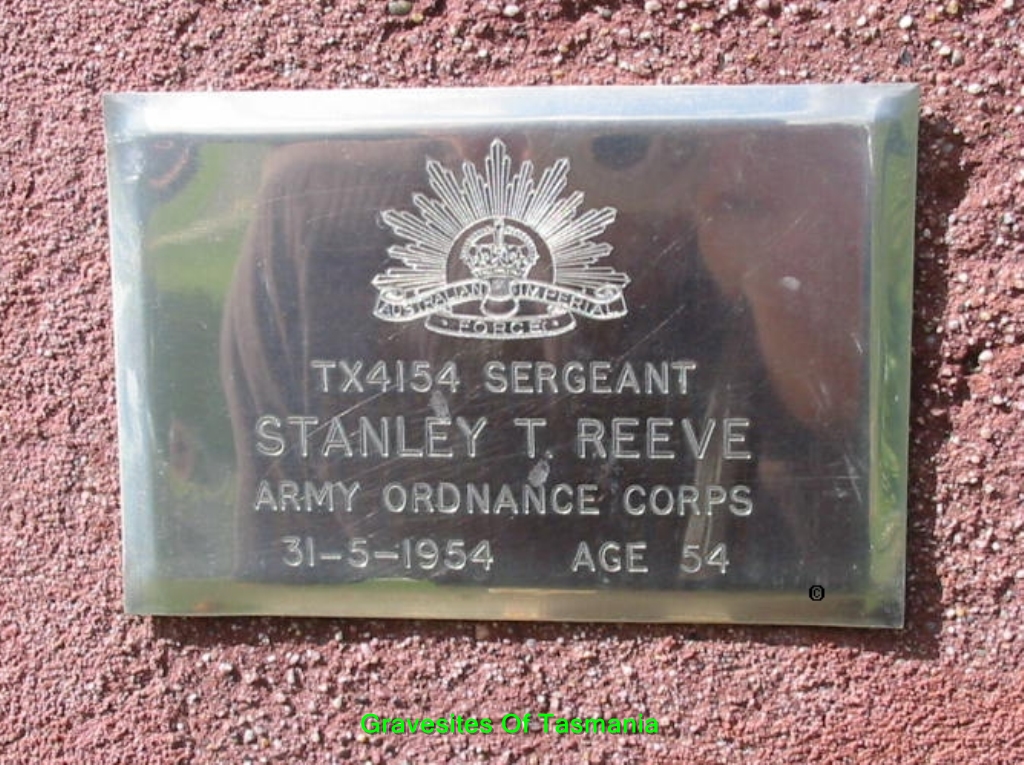 AUSTRALIAN IMPERIAL
FORCE
TX4154 SERGEANT
STANLEY T. REEVE
ARMY ORDNANCE CORPS
31-5-1954 AGE 54
©
Gravesites Of Tasmania